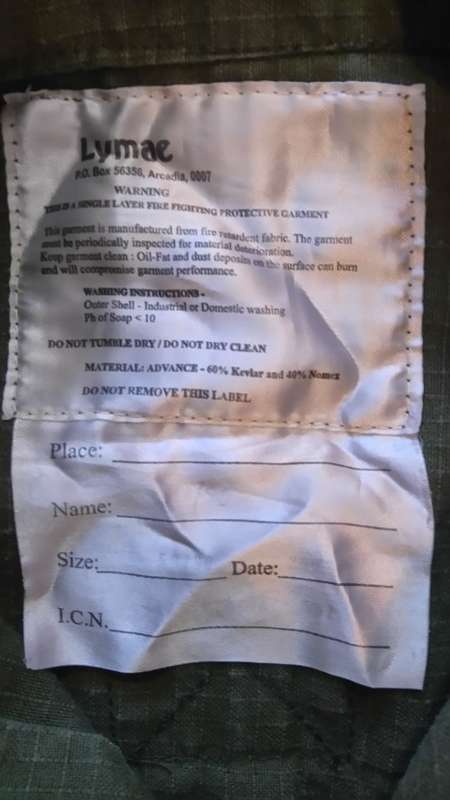 Lymac
P.O. Box 56358, Arcadia, 0007
WARNING
THIS IS A SINGLE LAYER FIRE FIGHTING PROTECTIVE GARMENT
This garment is manufactured from fire retardent fabric. The garment
must be periodically inspected for material deterioration.
Keep garment clean : Oil-Fat and dust deposits on the surface can burn
and will compromise garment performance.
WASHING INSTRUCTIONS -
Outer Shell - Industrial or Domestic washing
Ph of Soap < 10
DO NOT TUMBLE DRY / DO NOT DRY CLEAN
MATERIAL: ADVANCE - 60% Kevlar and 40% Nomex
DO NOT REMOVE THIS LABEL
Place:
Name:
Size: Date:
I.C.N.